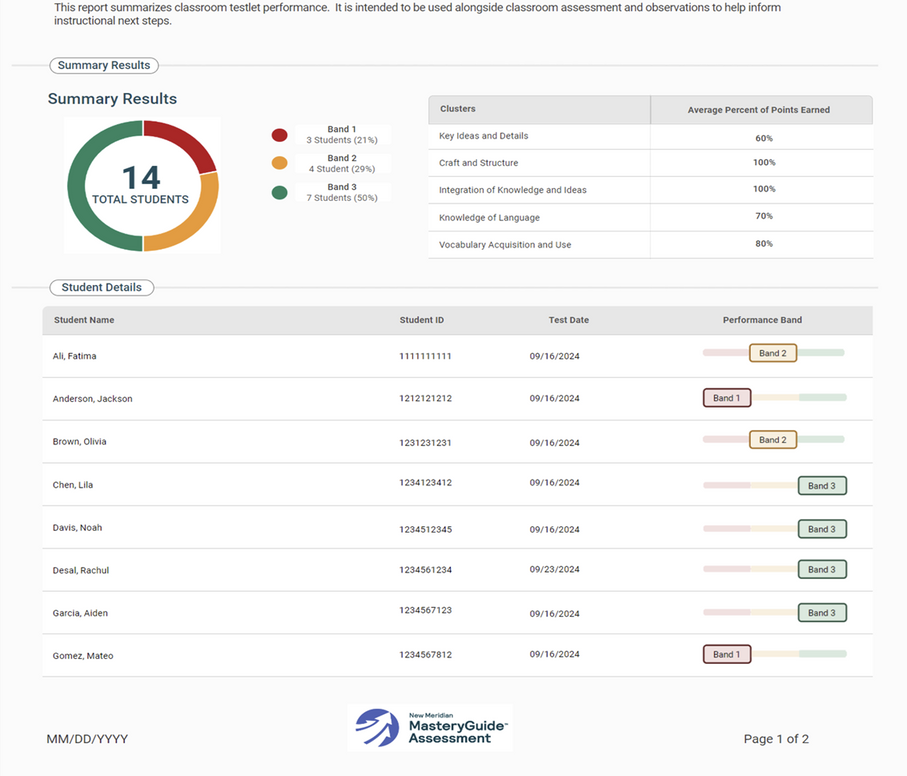 This report summarizes classroom testlet performance. It is intended to be used alongside classroom assessment and observations to help inform
instructional next steps.
Summary Results
Summary Results
14
TOTAL STUDENTS
Band 1
3 Students (21%)
Band 2
4 Student (29%)
Band 3
7 Students (50%)
Clusters Average Percent of Points Earned
Key Ideas and Details 60%
Craft and Structure 100%
Integration of Knowledge and Ideas 100%
Knowledge of Language 70%
Vocabulary Acquisition and Use 80%
Student Details
Student Name Student ID Test Date Performance Band
Ali, Fatima 1111111111 09/16/2024 Band 2
Anderson, Jackson 1212121212 09/16/2024 Band 1
Brown, Olivia 1231231231 09/16/2024 Band 2
Chen, Lila 1234123412 09/16/2024 Band 3
Davis, Noah 1234512345 09/16/2024 Band 3
Desal, Rachul 1234561234 09/23/2024 Band 3
Garcia, Aiden 1234567123 09/16/2024 Band 3
Gomez, Mateo 1234567812 09/16/2024 Band 1
MM/DD/YYYY
New Meridian
MasteryGuide™
Assessment
Page 1 of 2